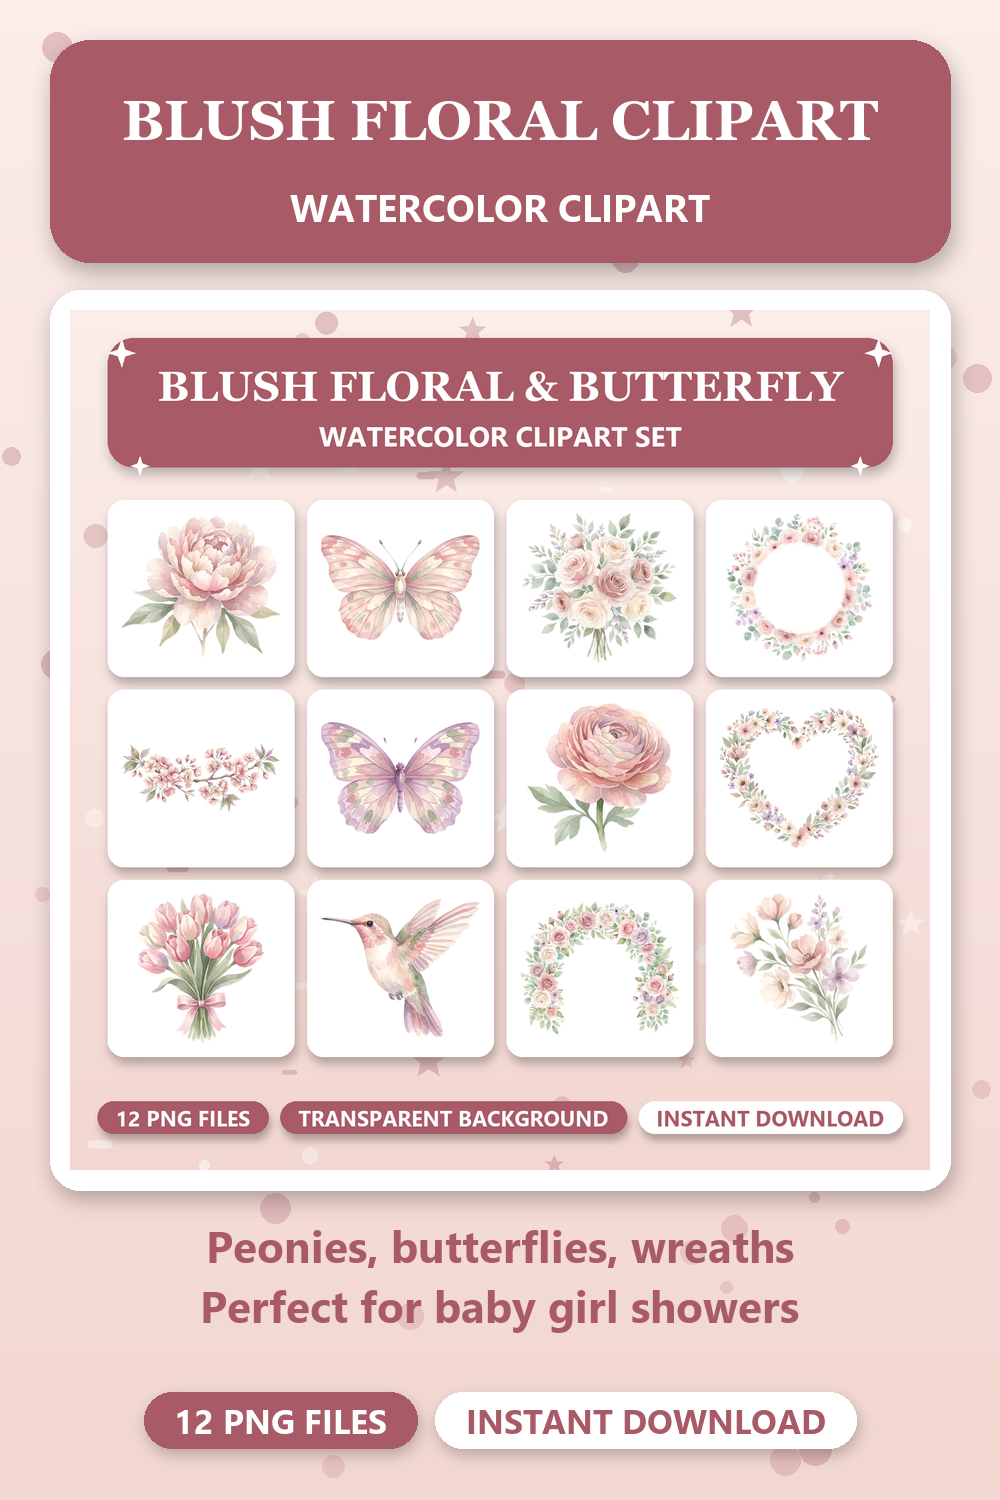 BLUSH FLORAL CLIPART
WATERCOLOR CLIPART
BLUSH FLORAL & BUTTERFLY
WATERCOLOR CLIPART SET
12 PNG FILES
TRANSPARENT BACKGROUND
INSTANT DOWNLOAD
Peonies, butterflies, wreaths
Perfect for baby girl showers
12 PNG FILES
INSTANT DOWNLOAD